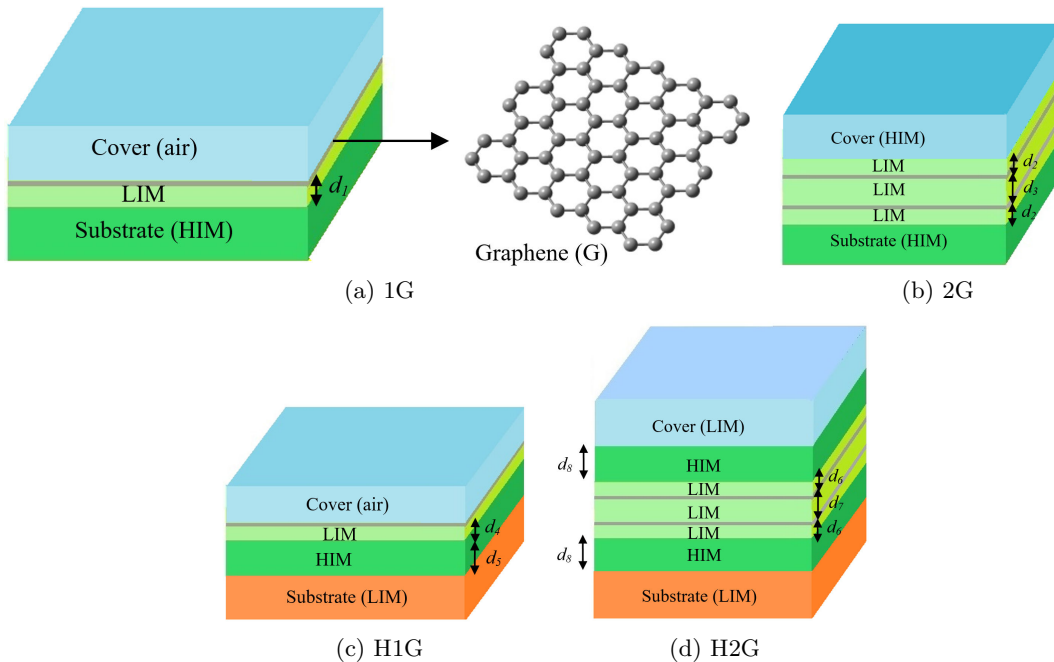 Cover (air)
LIM
d1
Substrate (HIM)
Graphene (G)
(a) 1G
Cover (HIM)
LIM
d2
LIM
d3
LIM
d2
Substrate (HIM)
(b) 2G
Cover (air)
LIM
d4
HIM
d5
Substrate (LIM)
(c) H1G
Cover (LIM)
d8
HIM
LIM
d6
LIM
d7
LIM
d6
d8
HIM
Substrate (LIM)
(d) H2G